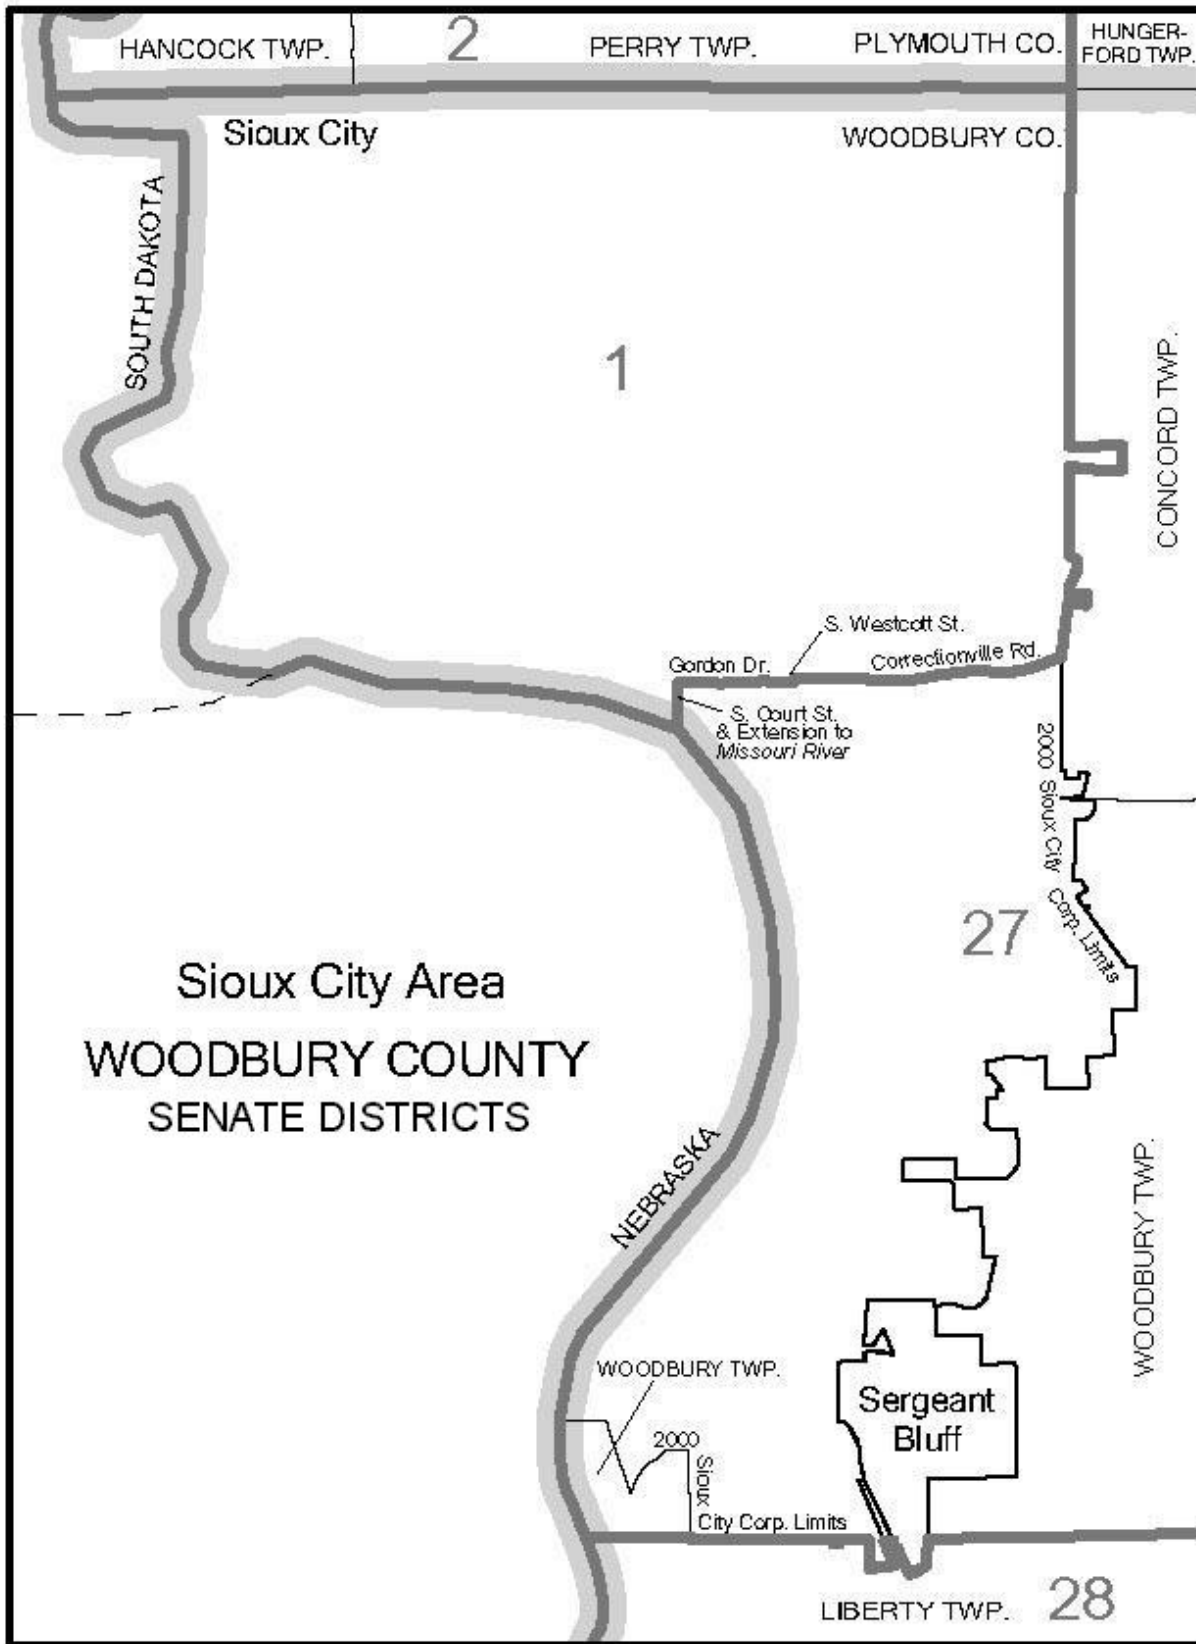 2
HANCOCK TWP.
PERRY TWP.
PLYMOUTH CO.
HUNGER-
FORD TWP.
Sioux City
WOODBURY CO.
SOUTH DAKOTA
1
CONCORD TWP.
S. Westcott St.
Gordon Dr.
Correctionville Rd.
S. Court St.
& Extension to
Missouri River
2000 Sioux City Corp. Limits
27
Sioux City Area
WOODBURY COUNTY
SENATE DISTRICTS
NEBRASKA
WOODBURY TWP.
WOODBURY TWP.
Sergeant
Bluff
2000
Sioux
City Corp. Limits
LIBERTY TWP.
28